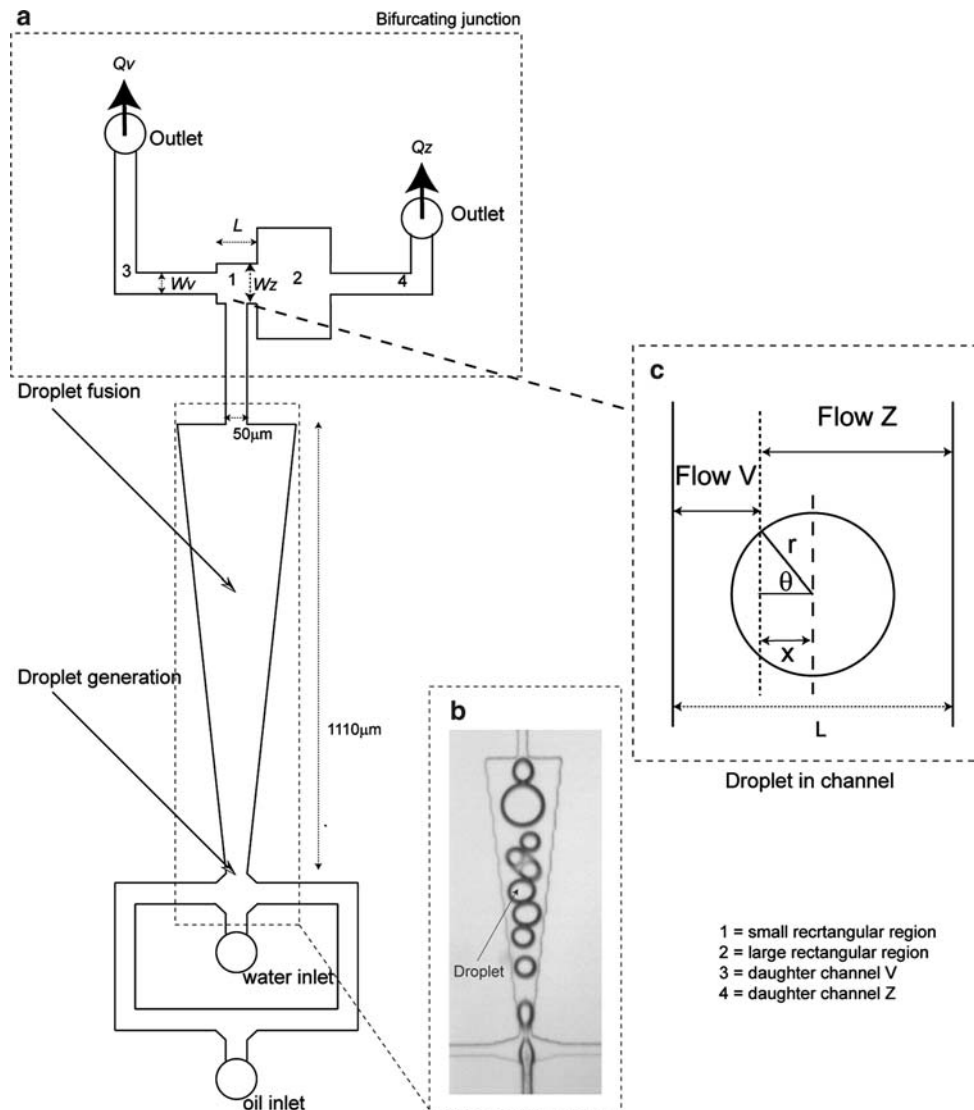 a
Bifurcating junction
Qv
Outlet
Qz
Outlet
L
3
Wv
1
Wz
2
4
Droplet fusion
50µm
1110µm
Droplet generation
water inlet
oil inlet
b
Droplet
c
Flow Z
Flow V
r
θ
x
L
Droplet in channel
1 = small recrtangular region
2 = large rectangular region
3 = daughter channel V
4 = daughter channel Z